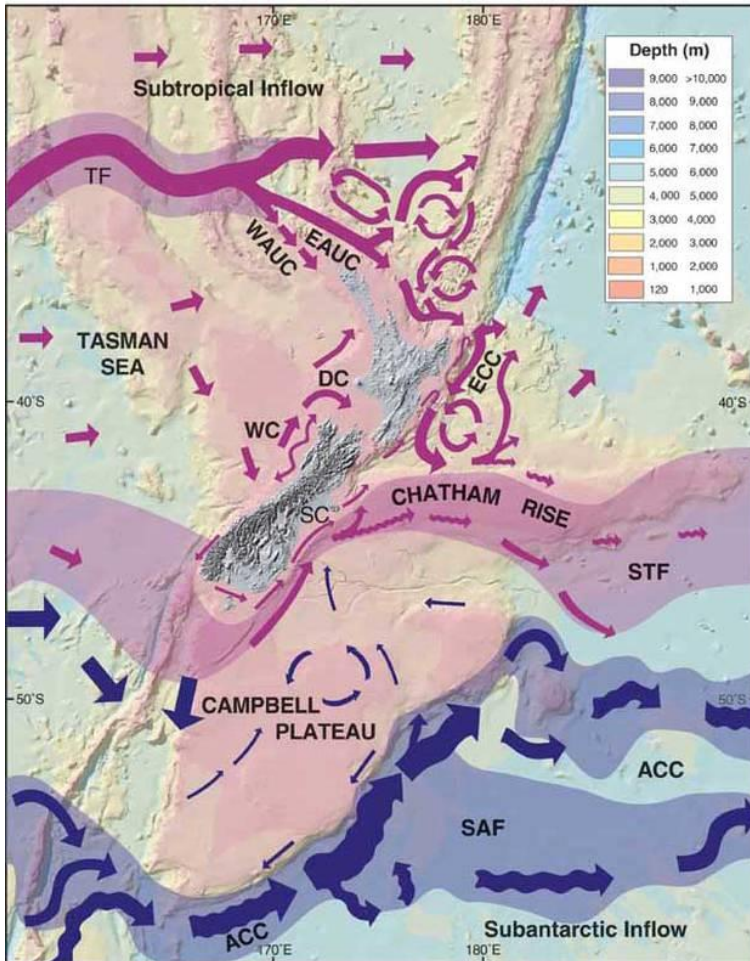 170°E
180°E
Subtropical Inflow
Depth (m)
9,000 >10,000
8,000 9,000
7,000 8,000
6,000 7,000
5,000 6,000
4,000 5,000
3,000 4,000
2,000 3,000
1,000 2,000
120 1,000
TF
WAUC
EAUC
TASMAN
SEA
DC
ECC
40°S
40°S
WC
CHATHAM RISE
SC
STF
50°S
50°S
CAMPBELL
PLATEAU
ACC
SAF
ACC
Subantarctic Inflow
170°E
180°E